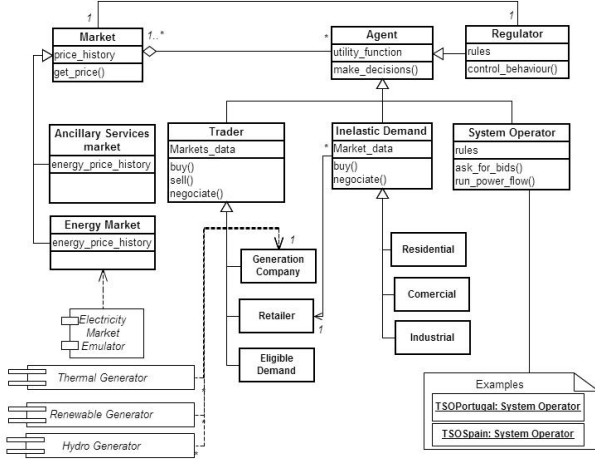 1
1
Market
price_history
get_price()
1..*
*
Agent
utility_function
make_decisions()
*
Regulator
rules
control_behaviour()
Ancillary Services
market
energy_price_history
Trader
Markets_data
buy()
sell()
negociate()
Inelastic Demand
Market_data
buy()
negociate()
*
System Operator
rules
ask_for_bids()
run_power_flow()
Energy Market
energy_price_history
1
Generation
Company
Residential
Retailer
1
Comercial
Electricity
Market
Emulator
Eligible
Demand
Industrial
Thermal Generator
*
Renewable Generator
*
Hydro Generator
*
Examples
TSOPortugal: System Operator
TSOSpain: System Operator